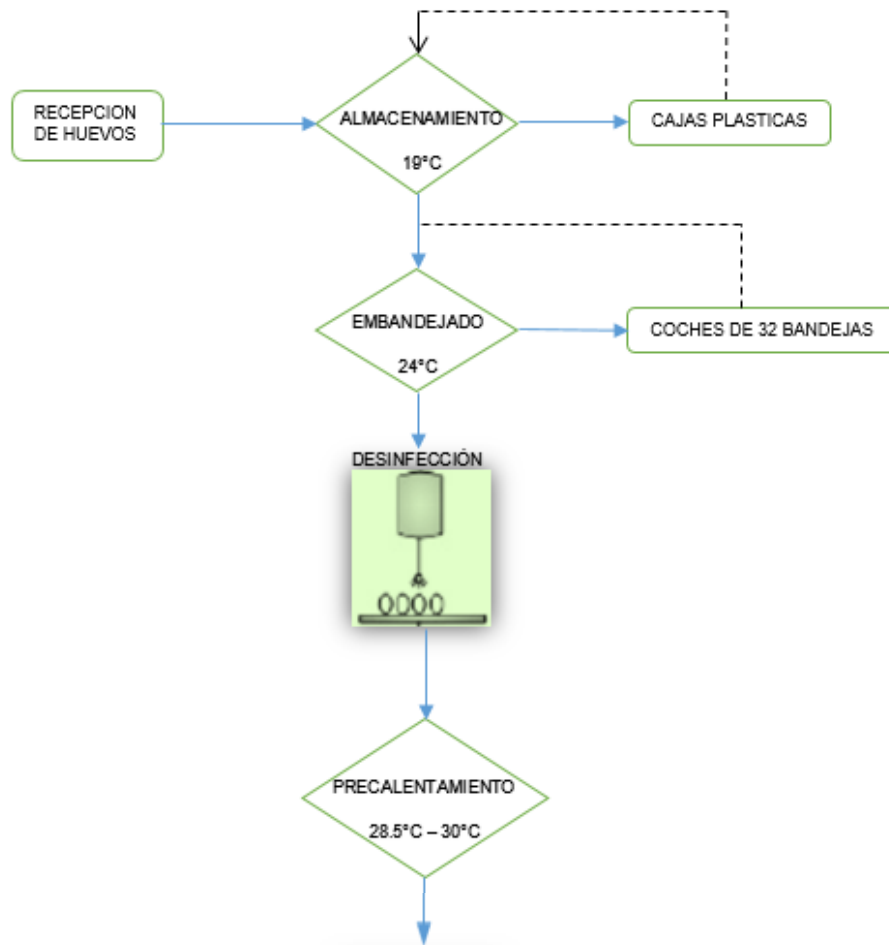 RECEPCION
DE HUEVOS
ALMACENAMIENTO
19°C
CAJAS PLASTICAS
EMBANDEJADO
24°C
COCHES DE 32 BANDEJAS
DESINFECCIÓN
PRECALENTAMIENTO
28.5°C – 30°C